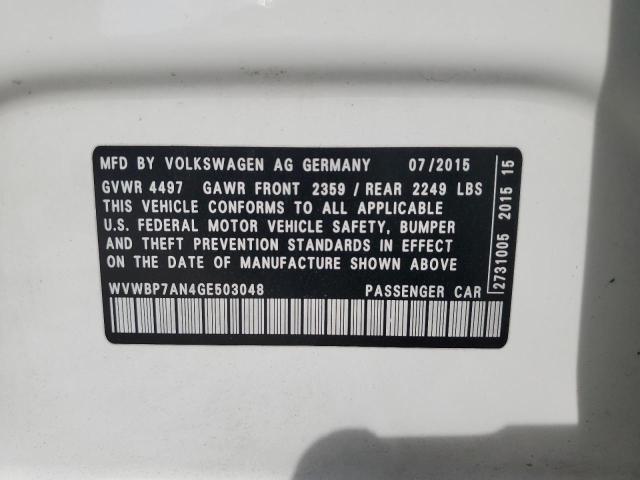 MFD BY VOLKSWAGEN AG GERMANY 07/2015
GVWR 4497 GAWR FRONT 2359 / REAR 2249 LBS
THIS VEHICLE CONFORMS TO ALL APPLICABLE
U.S. FEDERAL MOTOR VEHICLE SAFETY, BUMPER
AND THEFT PREVENTION STANDARDS IN EFFECT
ON THE DATE OF MANUFACTURE SHOWN ABOVE
WVWBP7AN4GE503048 PASSENGER CAR
2731005 2015 15